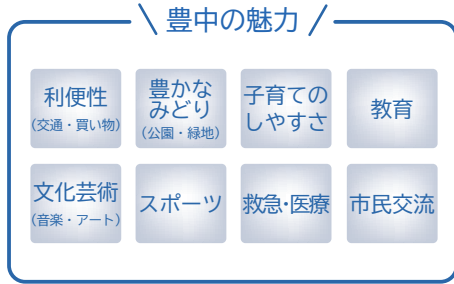 豊中の魅力
利便性
(交通・買い物)
豊かな
みどり
(公園・緑地)
子育ての
しやすさ
教育
文化芸術
(音楽・アート)
スポーツ
救急・医療
市民交流